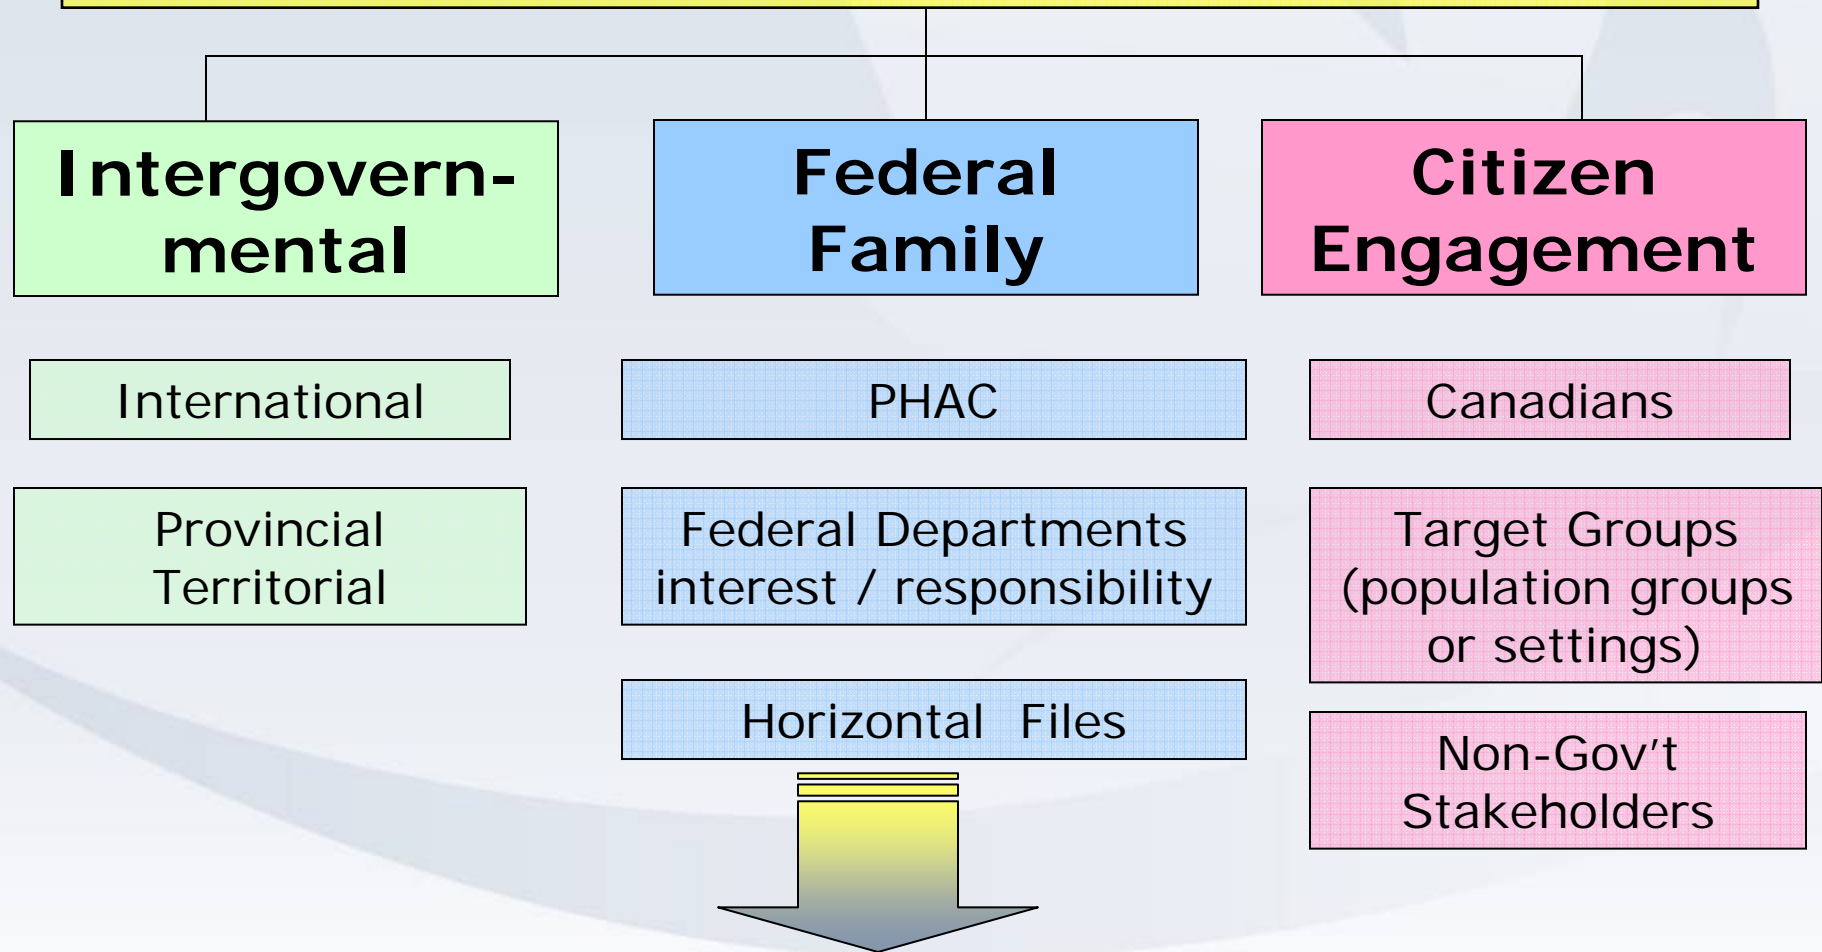 Intergovern-
mental
Federal
Family
Citizen
Engagement
International
PHAC
Canadians
Provincial
Territorial
Federal Departments
interest / responsibility
Target Groups
(population groups
or settings)
Horizontal Files
Non-Gov’t
Stakeholders